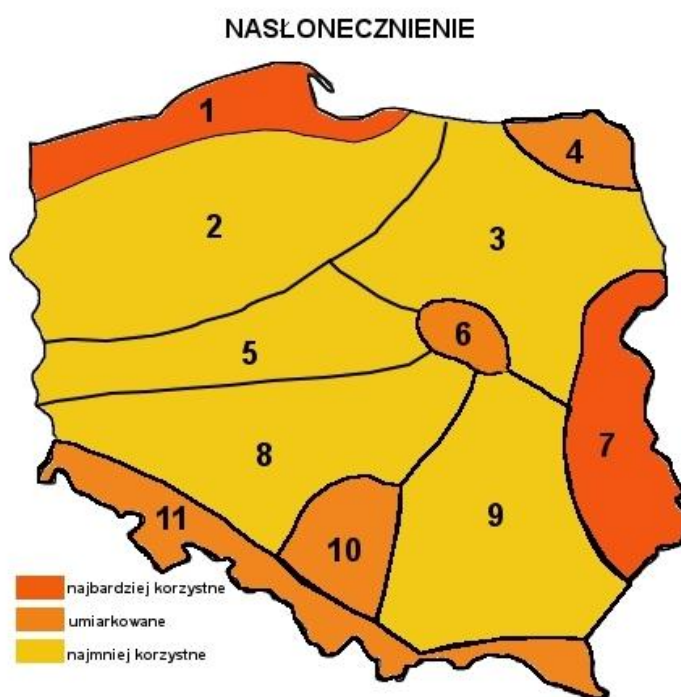 NASŁONECZNIENIE
1
4
2
3
6
5
7
8
9
11
10
najbardziej korzystne
umiarkowane
najmniej korzystne